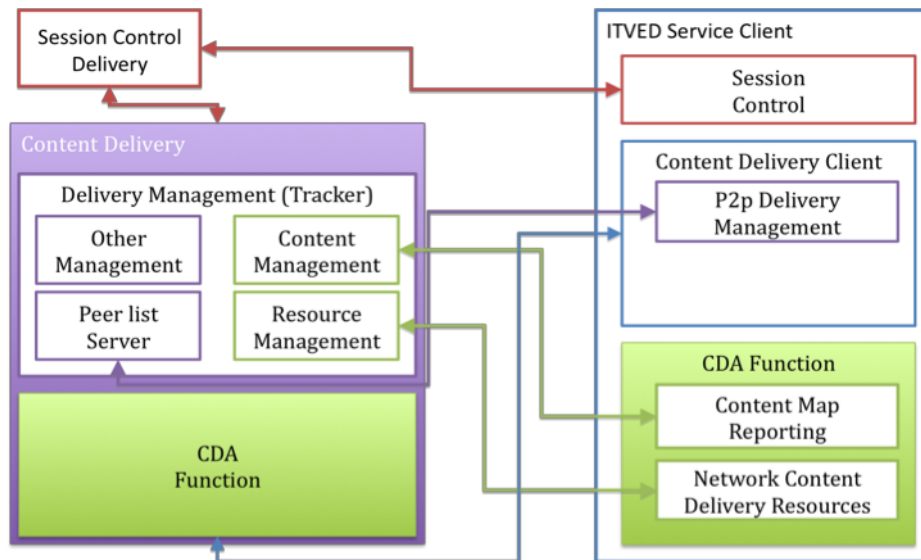 Session Control
Delivery
Content Delivery
Delivery Management (Tracker)
Other
Management
Content
Management
Peer list
Server
Resource
Management
CDA
Function
ITVED Service Client
Session
Control
Content Delivery Client
P2p Delivery
Management
CDA Function
Content Map
Reporting
Network Content
Delivery Resources